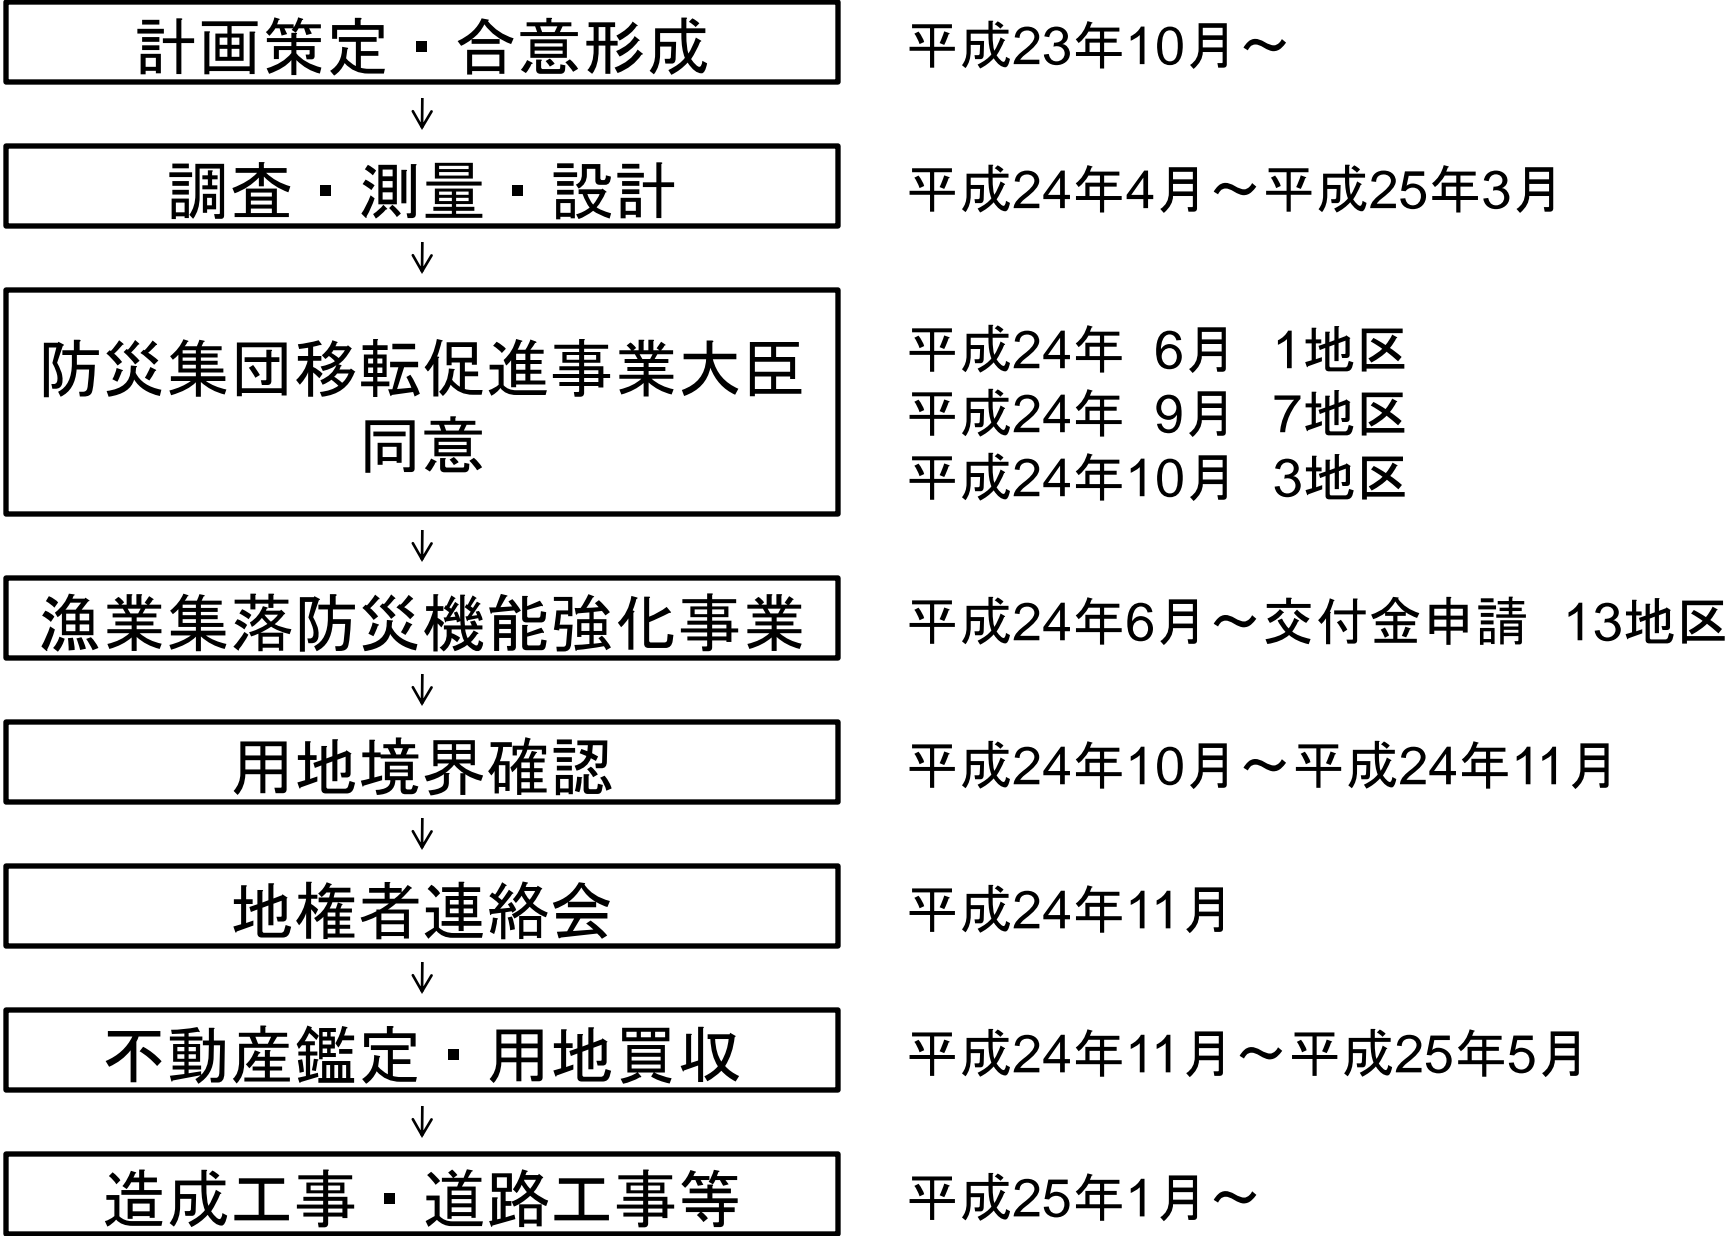 計画策定・合意形成　平成23年10月～
↓
調査・測量・設計　平成24年4月～平成25年3月
↓
防災集団移転促進事業大臣
同意
平成24年　6月　1地区
平成24年　9月　7地区
平成24年10月　3地区
↓
漁業集落防災機能強化事業　平成24年6月～交付金申請　13地区
↓
用地境界確認　平成24年10月～平成24年11月
↓
地権者連絡会　平成24年11月
↓
不動産鑑定・用地買収　平成24年11月～平成25年5月
↓
造成工事・道路工事等　平成25年1月～